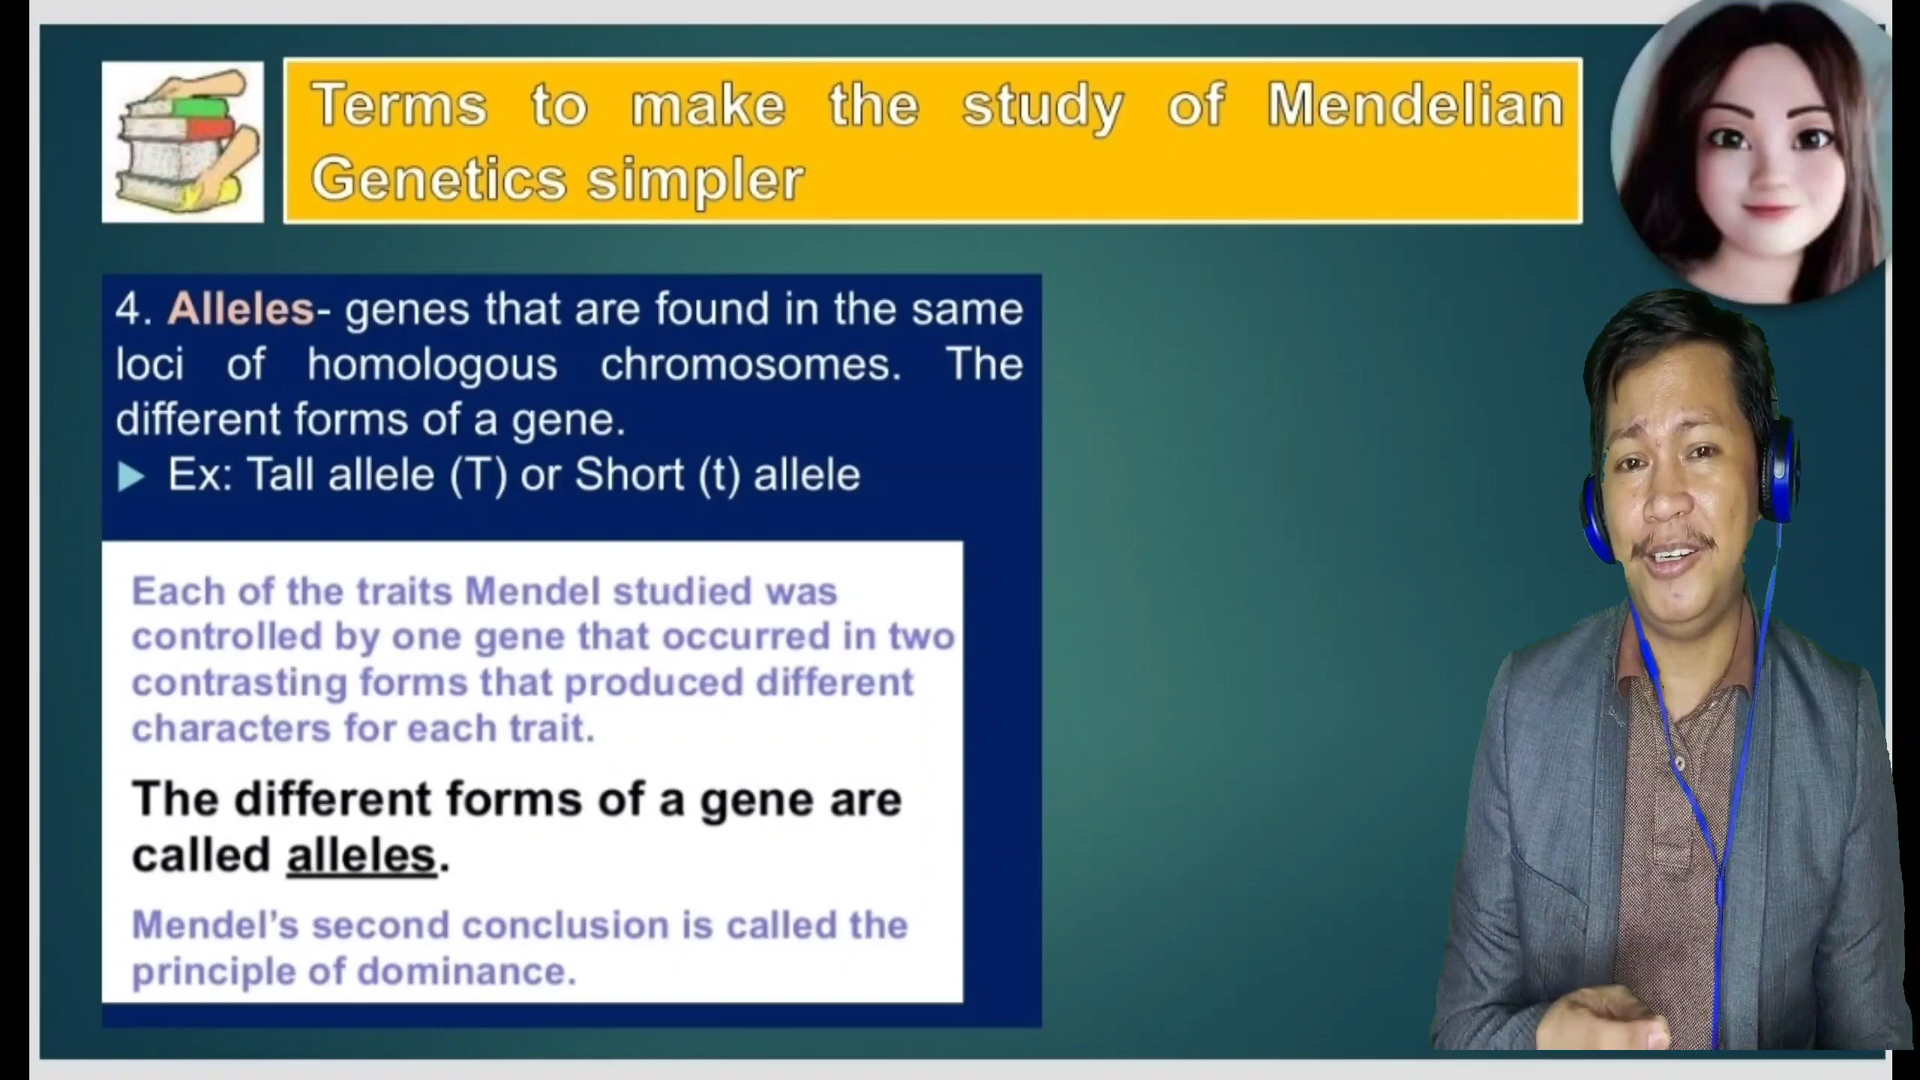 Terms to make the study of Mendelian
Genetics simpler
4. Alleles- genes that are found in the same
loci of homologous chromosomes. The
different forms of a gene.
Ex: Tall allele (T) or Short (t) allele
Each of the traits Mendel studied was
controlled by one gene that occurred in two
contrasting forms that produced different
characters for each trait.
The different forms of a gene are
called alleles.
Mendel's second conclusion is called the
principle of dominance.